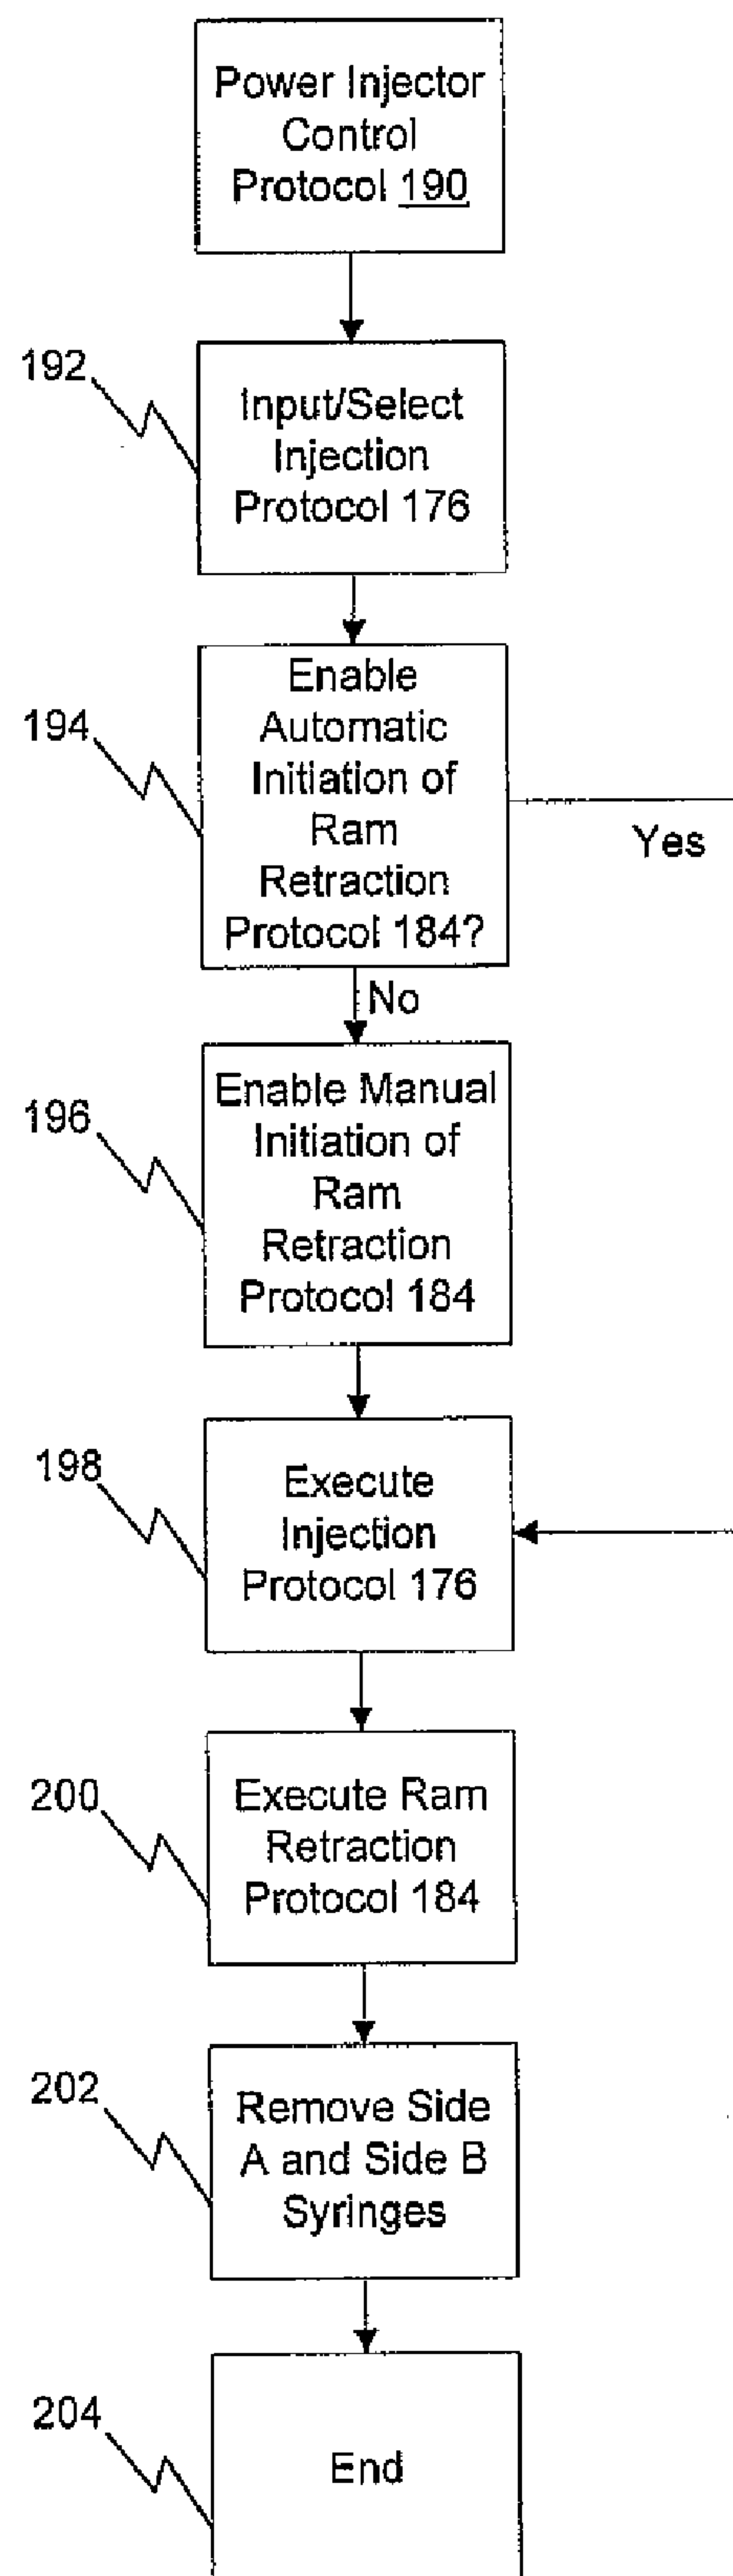 Power Injector
Control
Protocol 190
192
Input/Select
Injection
Protocol 176
194
Enable
Automatic
Initiation of
Ram
Retraction
Protocol 184?
Yes
No
196
Enable Manual
Initiation of
Ram
Retraction
Protocol 184
198
Execute
Injection
Protocol 176
200
Execute Ram
Retraction
Protocol 184
202
Remove Side
A and Side B
Syringes
204
End